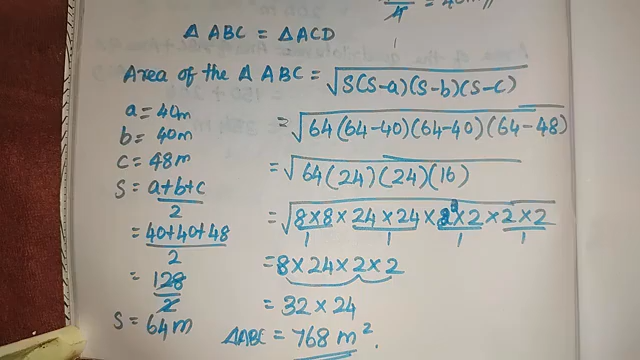 4 = 40m//
Δ ABC = Δ ACD
Area of the Δ ABC = √S(S-a)(S-b)(S-c)
a = 40m
b = 40m
c = 48m
S = a+b+c / 2
= 40+40+48 / 2
= 128 / 2
S = 64m
= √64(64-40)(64-40)(64-48)
= √64(24)(24)(16)
= √8×8×24×24×2×2×2×2
= 8×24×2×2
= 32×24
ΔABC = 768 m².